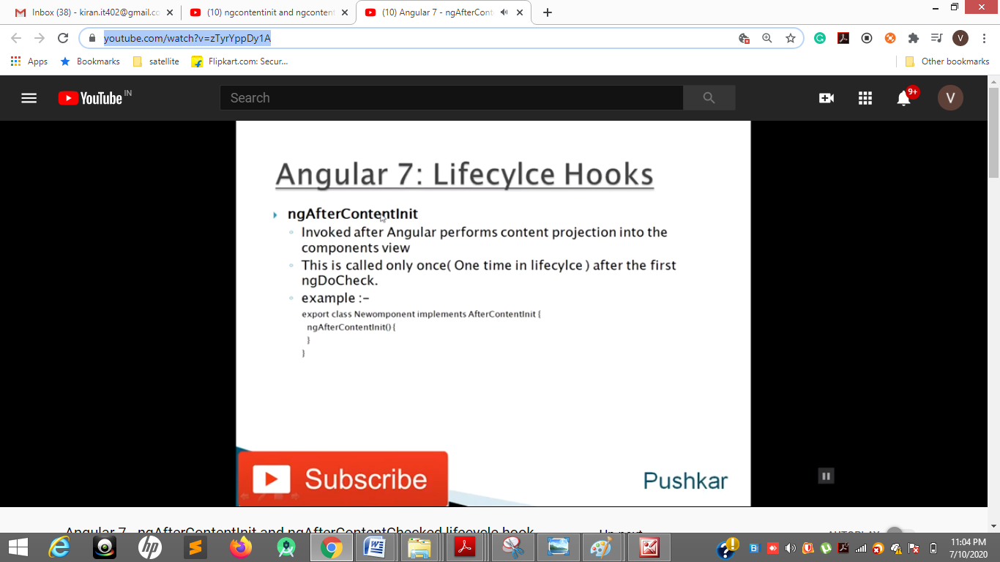 Inbox (38) - kiran.it402@gmail.co
(10) ngcontentinit and ngcontent
(10) Angular 7 - ngAfterCont
youtube.com/watch?v=zTyrYppDy1A
V
Apps
Bookmarks
satellite
Flipkart.com: Secur...
Other bookmarks
YouTube IN
Search
9+
V
Angular 7: Lifecylce Hooks
ngAfterContentInit
Invoked after Angular performs content projection into the
components view
This is called only once( One time in lifecylce ) after the first
ngDoCheck.
example :-
export class Newomponent implements AfterContentInit {
ngAfterContentInit() {
}
}
Subscribe
Pushkar
Angular 7 - ngAfterContentInit and ngAfterContentChecked lifecycle hook
Up next
AUTOPLAY
11:04 PM
7/10/2020